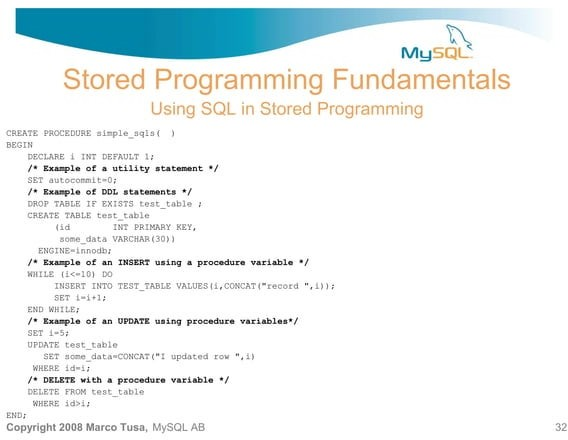 MySQL
Stored Programming Fundamentals
Using SQL in Stored Programming
CREATE PROCEDURE simple_sqls(  )
BEGIN
    DECLARE i INT DEFAULT 1;
    /* Example of a utility statement */
    SET autocommit=0;
    /* Example of DDL statements */
    DROP TABLE IF EXISTS test_table ;
    CREATE TABLE test_table
         (id        INT PRIMARY KEY,
          some_data VARCHAR(30))
      ENGINE=innodb;
    /* Example of an INSERT using a procedure variable */
    WHILE (i<=10) DO
         INSERT INTO TEST_TABLE VALUES(i,CONCAT("record ",i));
         SET i=i+1;
    END WHILE;
    /* Example of an UPDATE using procedure variables*/
    SET i=5;
    UPDATE test_table
       SET some_data=CONCAT("I updated row ",i)
     WHERE id=i;
    /* DELETE with a procedure variable */
    DELETE FROM test_table
     WHERE id>i;
END;
Copyright 2008 Marco Tusa, MySQL AB
32